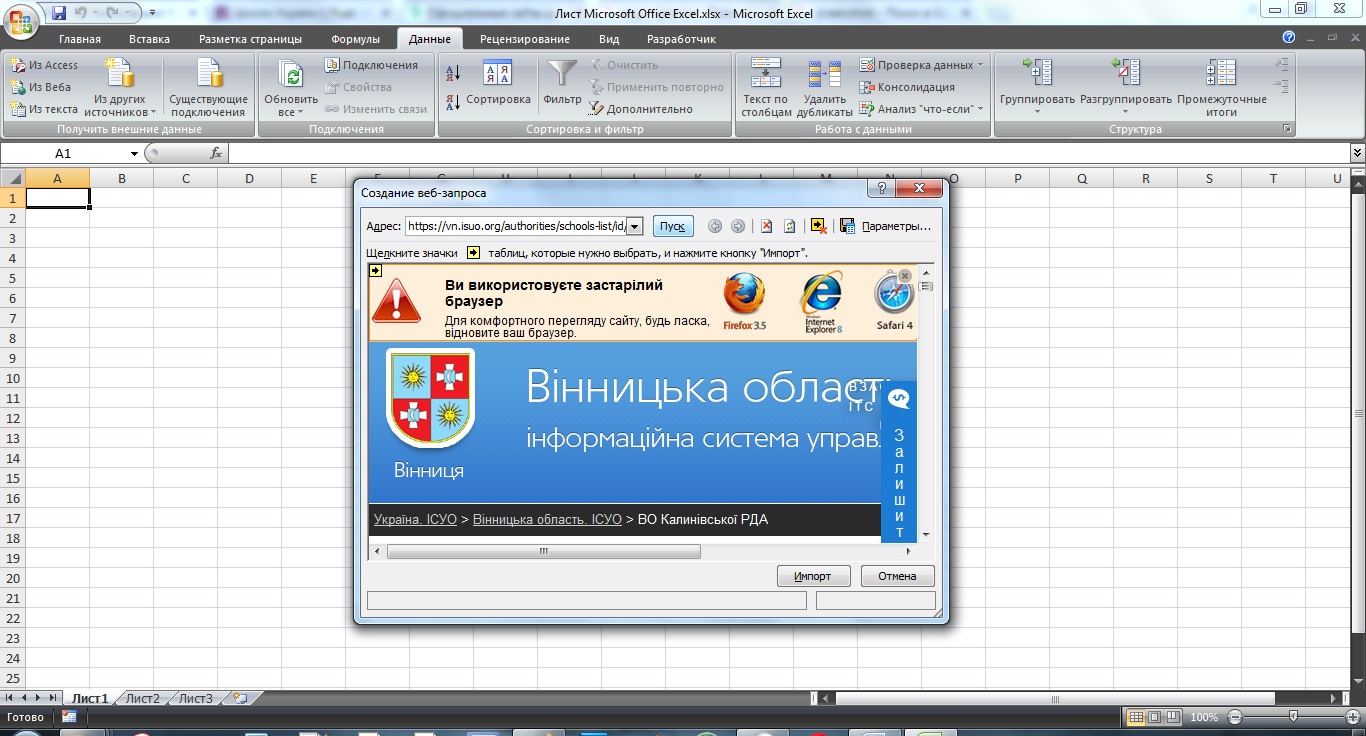 Лист Microsoft Office Excel.xlsx - Microsoft Excel
Главная Вставка Разметка страницы Формулы Данные Рецензирование Вид Разработчик
Из Access
Из Веба
Из текста
Из других источников
Существующие подключения
Получить внешние данные
Обновить все
Подключения
Свойства
Изменить связи
Подключения
Сортировка
Фильтр
Очистить
Применить повторно
Дополнительно
Сортировка и фильтр
Текст по столбцам
Удалить дубликаты
Проверка данных
Консолидация
Анализ "что-если"
Работа с данными
Группировать
Разгруппировать
Промежуточные итоги
Структура
A1 fx
A B C D E O P Q R S T U
1
2
3
4
5
6
7
8
9
10
11
12
13
14
15
16
17
18
19
20
21
22
23
24
25
Создание веб-запроса
Адрес: https://vn.isuo.org/authorities/schools-list/id/ Пуск Параметры...
Щелкните значки таблиц, которые нужно выбрать, и нажмите кнопку "Импорт".
Ви використовуєте застарілий
браузер
Для комфортного перегляду сайту, будь ласка,
відновите ваш браузер.
Firefox 3.5
Windows
Internet
Explorer 8
Safari 4
Вінницька област
інформаційна система управл
ІТС
Залишит
Вінниця
Україна. ІСУО > Вінницька область. ІСУО > ВО Калинівської РДА
Импорт Отмена
Лист1 Лист2 Лист3
Готово 100%